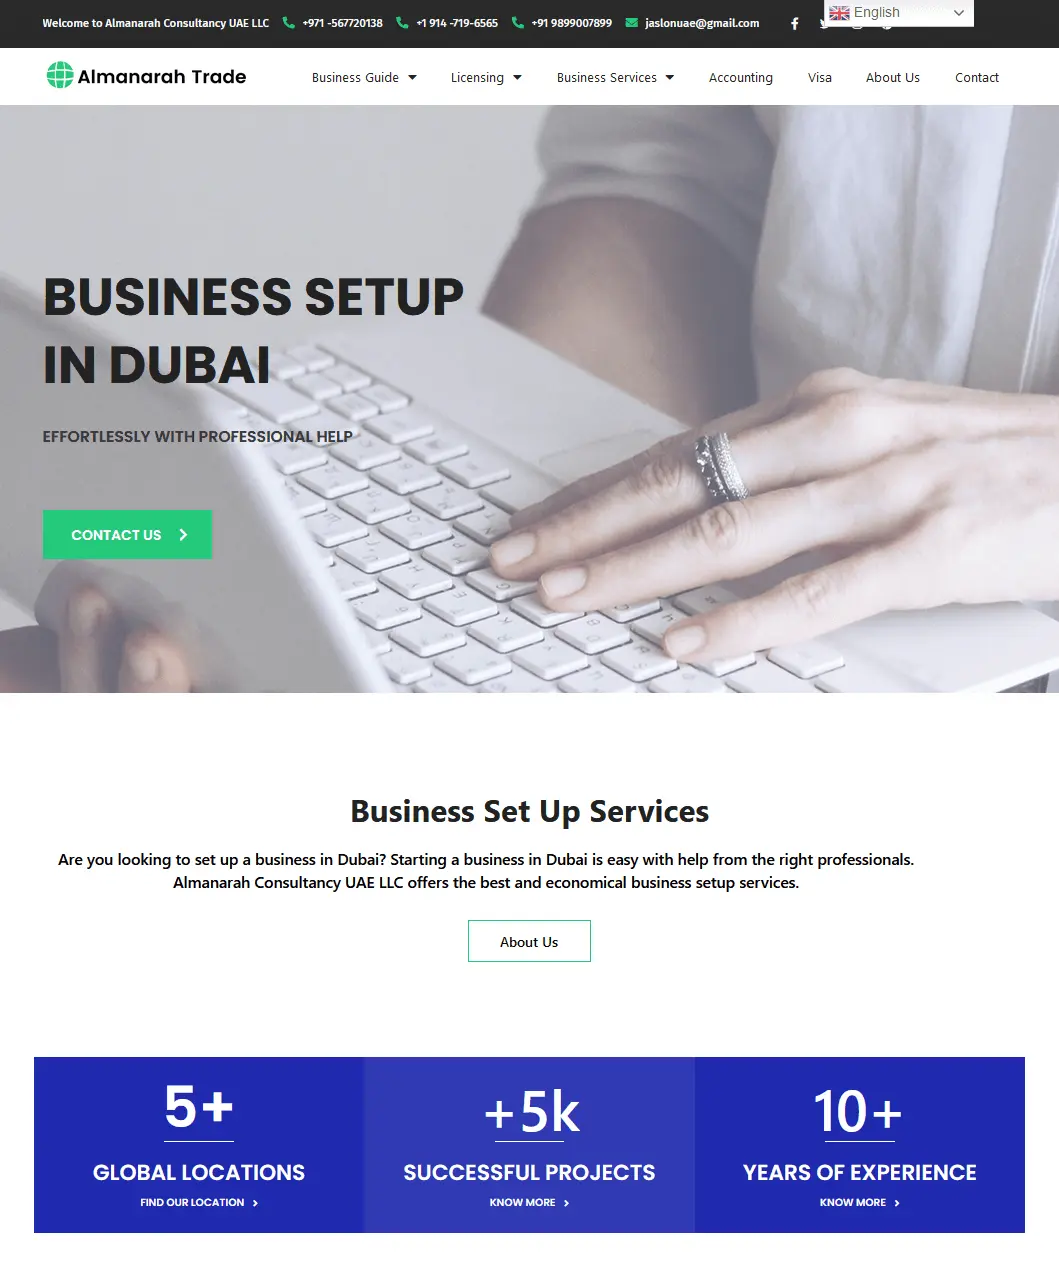 Welcome to Almanarah Consultancy UAE LLC +971 -567720138 +1 914 -719-6565 +91 9899007899 jaslonuae@gmail.com English
Almanarah Trade Business Guide Licensing Business Services Accounting Visa About Us Contact
BUSINESS SETUP
IN DUBAI
EFFORTLESSLY WITH PROFESSIONAL HELP
CONTACT US
Business Set Up Services
Are you looking to set up a business in Dubai? Starting a business in Dubai is easy with help from the right professionals.
Almanarah Consultancy UAE LLC offers the best and economical business setup services.
About Us
5+ +5k 10+
GLOBAL LOCATIONS SUCCESSFUL PROJECTS YEARS OF EXPERIENCE
FIND OUR LOCATION KNOW MORE KNOW MORE